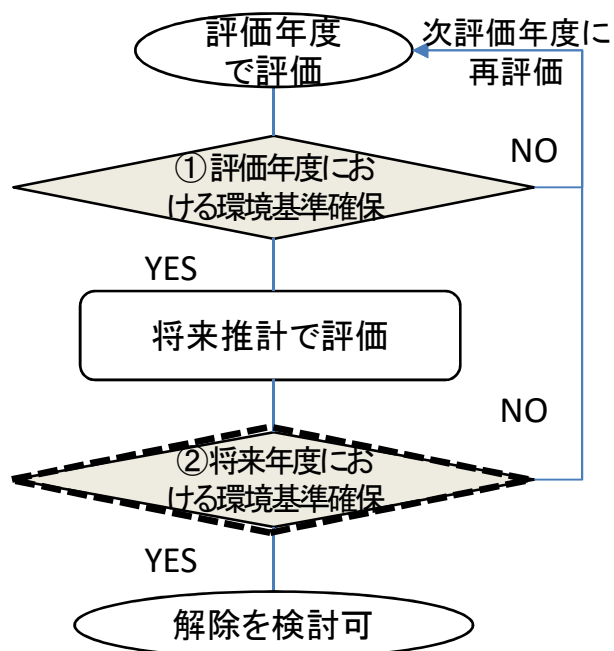 評価年度
で評価
次評価年度に
再評価
①評価年度にお
ける環境基準確保
NO
YES
将来推計で評価
NO
②将来年度にお
ける環境基準確保
YES
解除を検討可